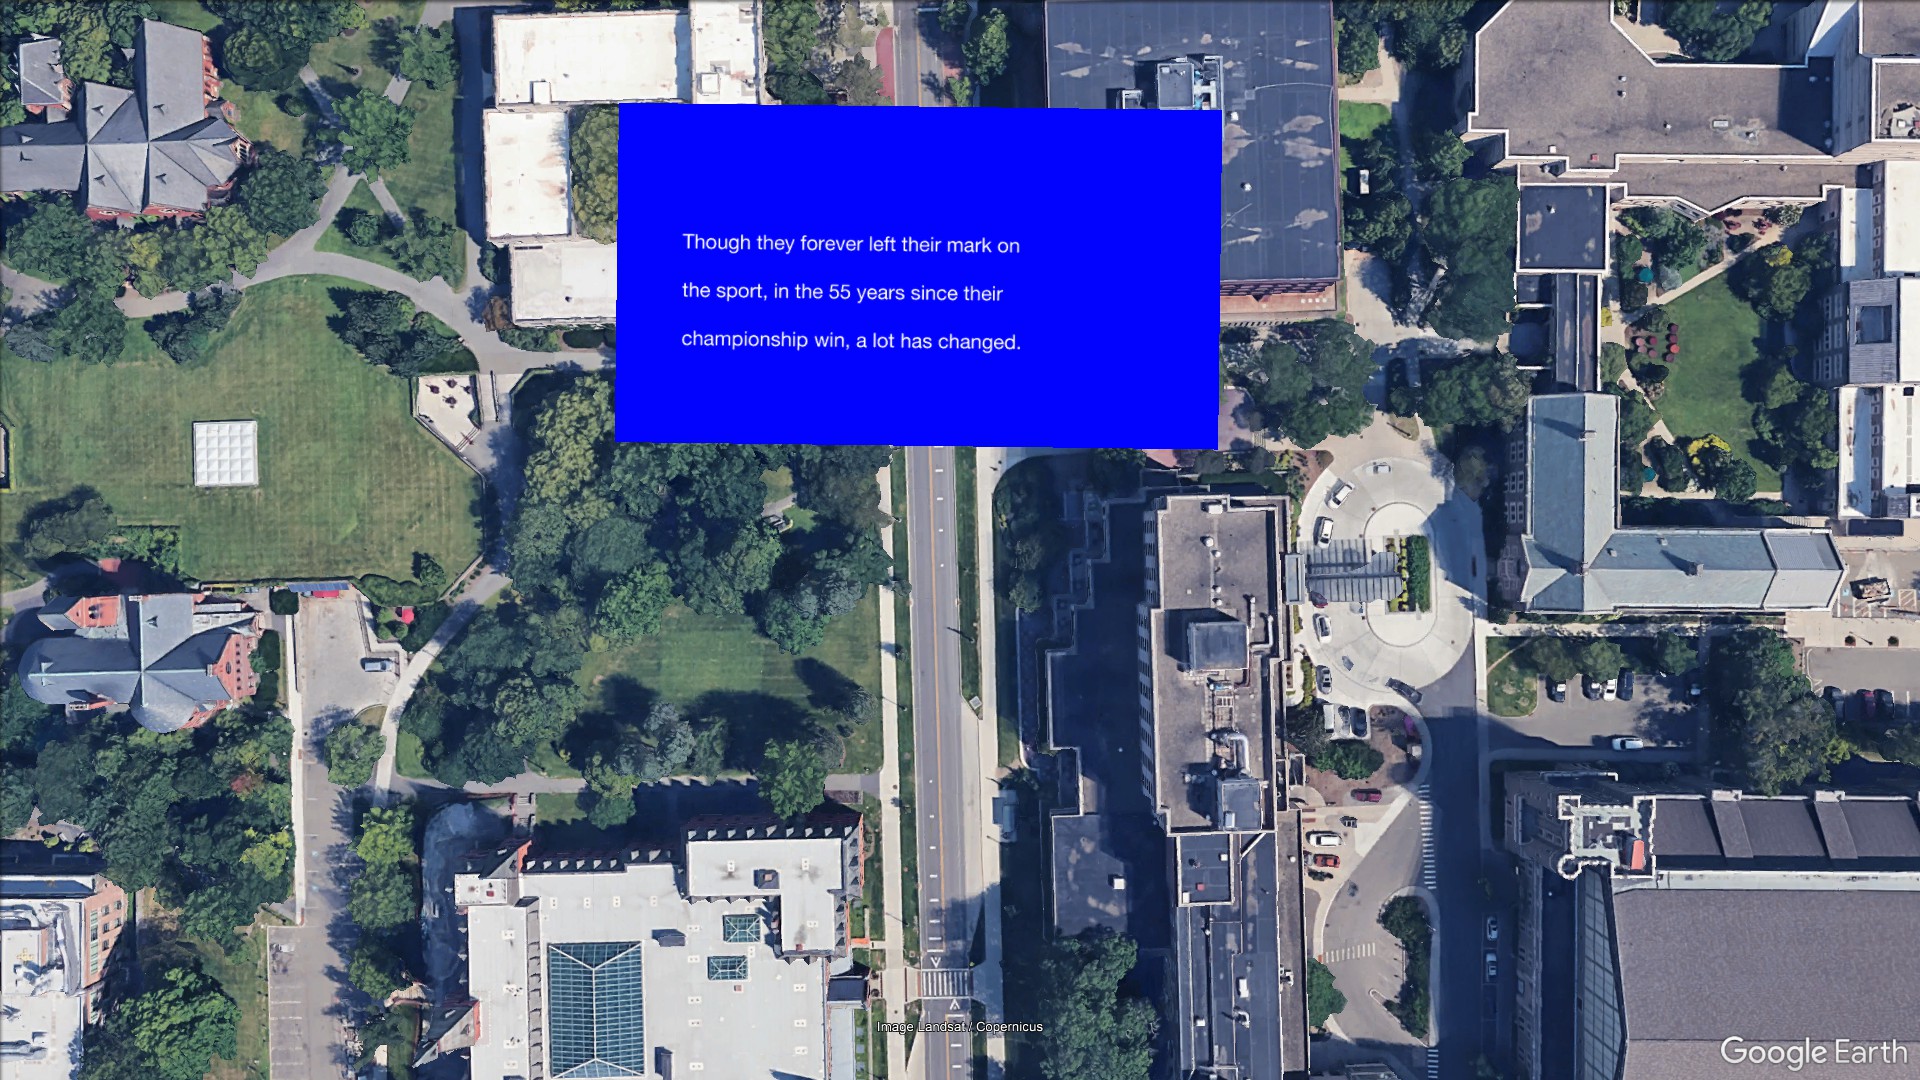 Though they forever left their mark on
the sport, in the 55 years since their
championship win, a lot has changed.
Image Landsat / Copernicus
Google Earth